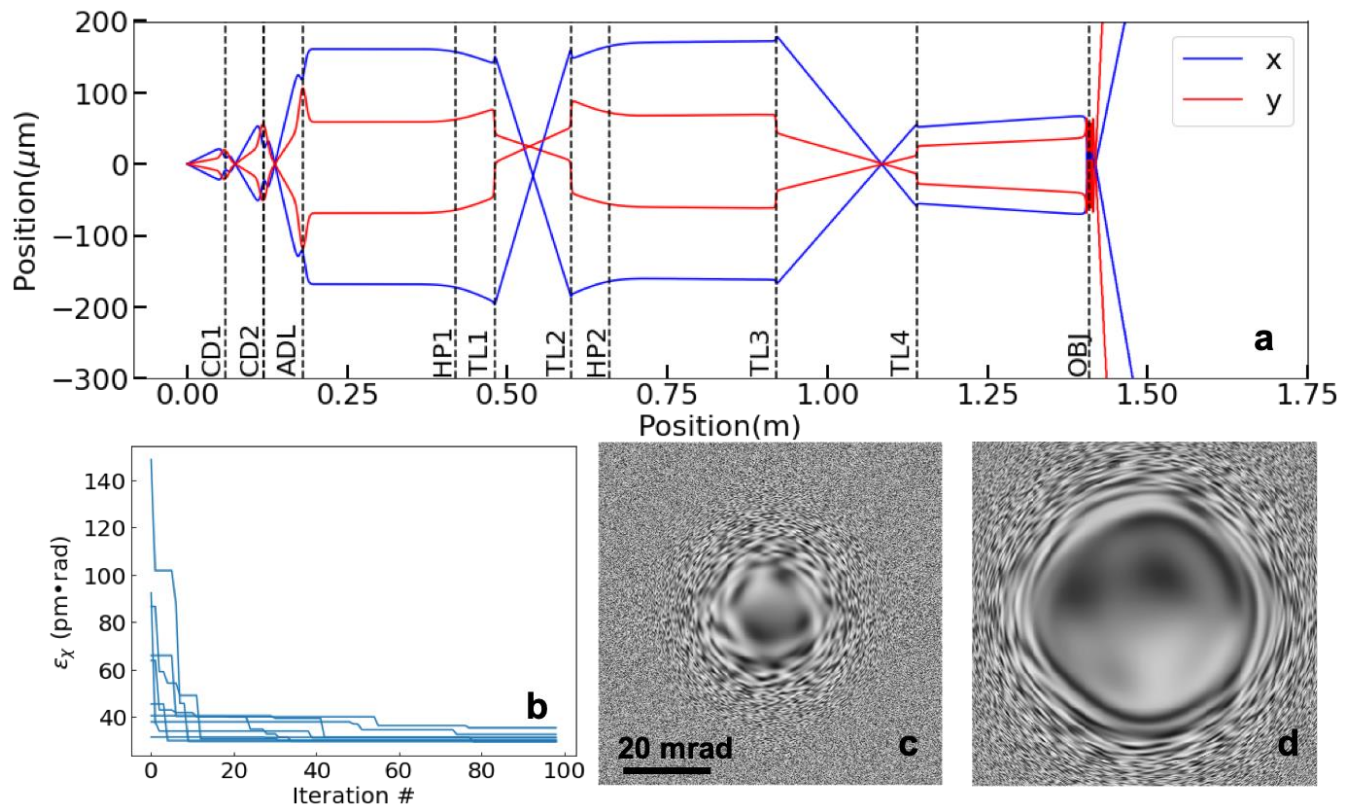 200
100
0
−100
−200
−300
Position(μm)
x
y
CD1
CD2
ADL
HP1
TL1
TL2
HP2
TL3
TL4
OBJ
a
0.00 0.25 0.50 0.75 1.00 1.25 1.50 1.75
Position(m)
140
120
100
80
60
40
εχ (pm•rad)
b
0 20 40 60 80 100
Iteration #
20 mrad
c
d